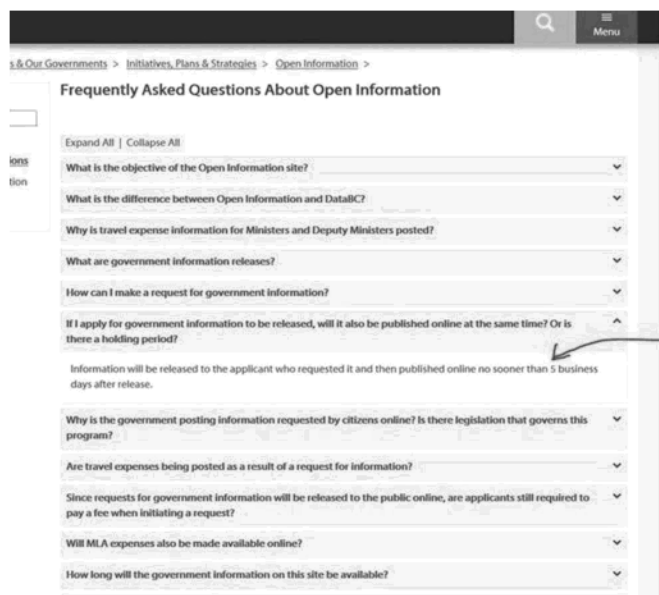 Menu
s & Our Governments > Initiatives, Plans & Strategies > Open Information >
Frequently Asked Questions About Open Information
Expand All | Collapse All
ions
tion
What is the objective of the Open Information site?
What is the difference between Open Information and DataBC?
Why is travel expense information for Ministers and Deputy Ministers posted?
What are government information releases?
How can I make a request for government information?
If I apply for government information to be released, will it also be published online at the same time? Or is
there a holding period?
Information will be released to the applicant who requested it and then published online no sooner than 5 business
days after release.
Why is the government posting information requested by citizens online? Is there legislation that governs this
program?
Are travel expenses being posted as a result of a request for information?
Since requests for government information will be released to the public online, are applicants still required to
pay a fee when initiating a request?
Will MLA expenses also be made available online?
How long will the government information on this site be available?